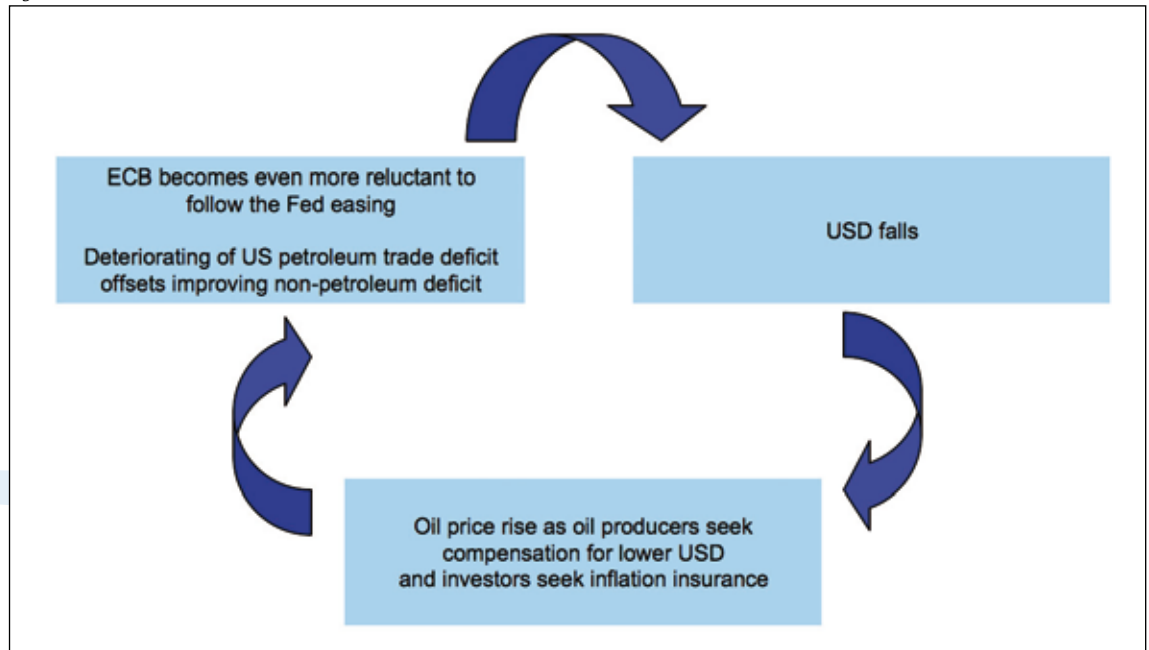 ECB becomes even more reluctant to
follow the Fed easing
Deteriorating of US petroleum trade deficit
offsets improving non-petroleum deficit
USD falls
Oil price rise as oil producers seek
compensation for lower USD
and investors seek inflation insurance